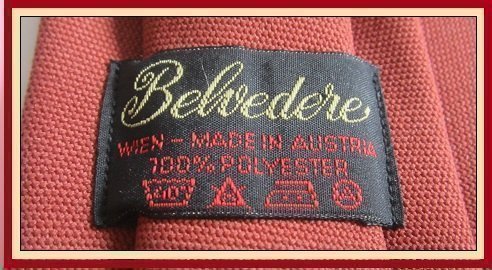 Belvedere
WIEN - MADE IN AUSTRIA
100% POLYESTER
40°